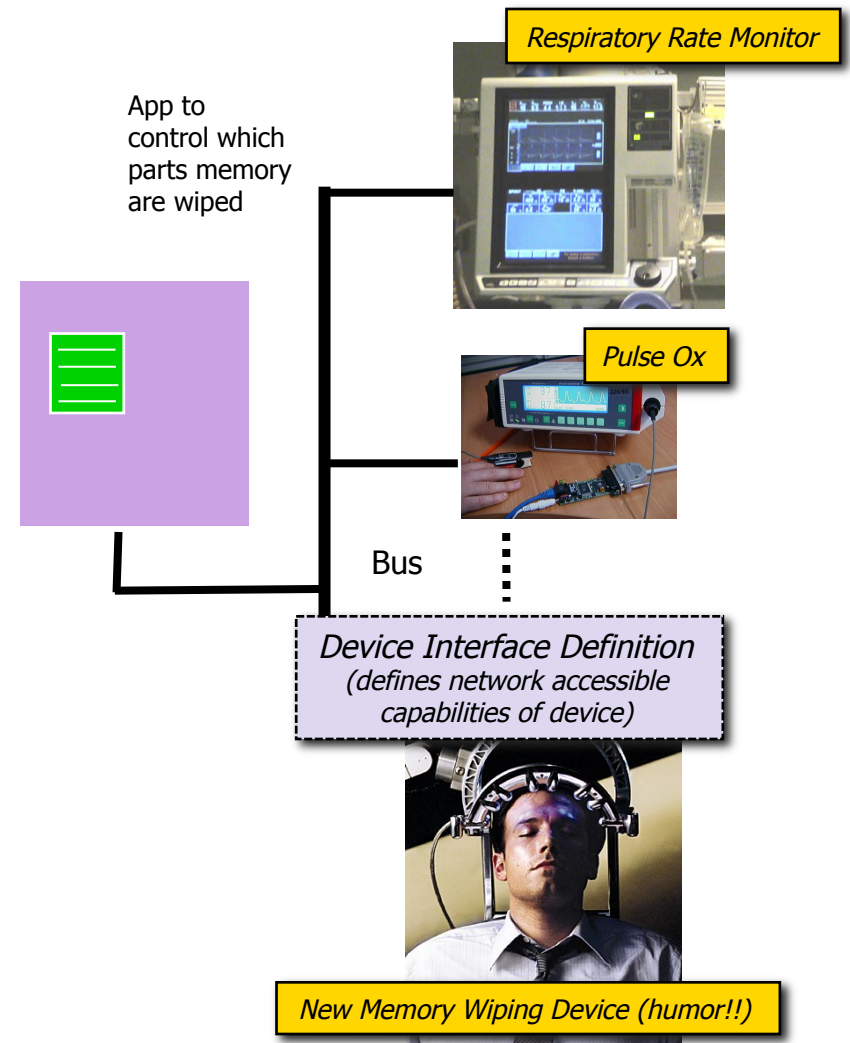 Respiratory Rate Monitor
App to
control which
parts memory
are wiped
Pulse Ox
Bus
Device Interface Definition
(defines network accessible
capabilities of device)
New Memory Wiping Device (humor!!)